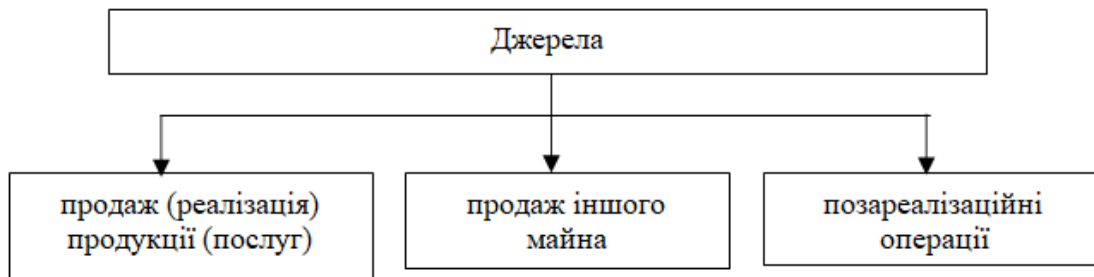 Джерела
продаж (реалізація)
продукції (послуг)
продаж іншого
майна
позареалізаційні
операції